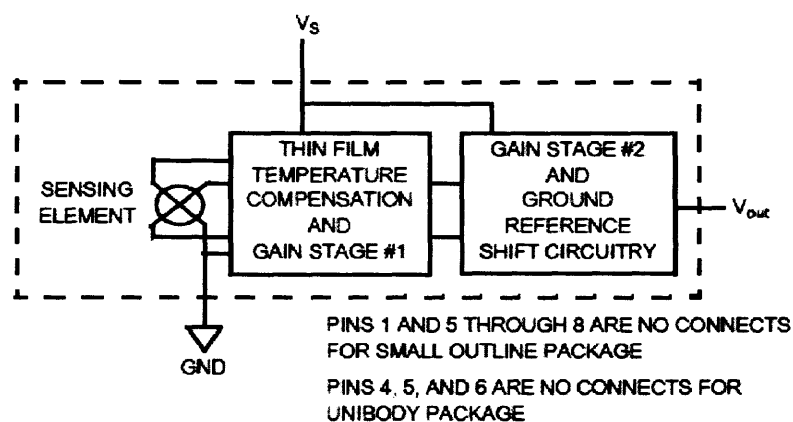 VS
SENSING
ELEMENT
THIN FILM
TEMPERATURE
COMPENSATION
AND
GAIN STAGE #1
GAIN STAGE #2
AND
GROUND
REFERENCE
SHIFT CIRCUITRY
Vout
GND
PINS 1 AND 5 THROUGH 8 ARE NO CONNECTS
FOR SMALL OUTLINE PACKAGE
PINS 4, 5, AND 6 ARE NO CONNECTS FOR
UNIBODY PACKAGE